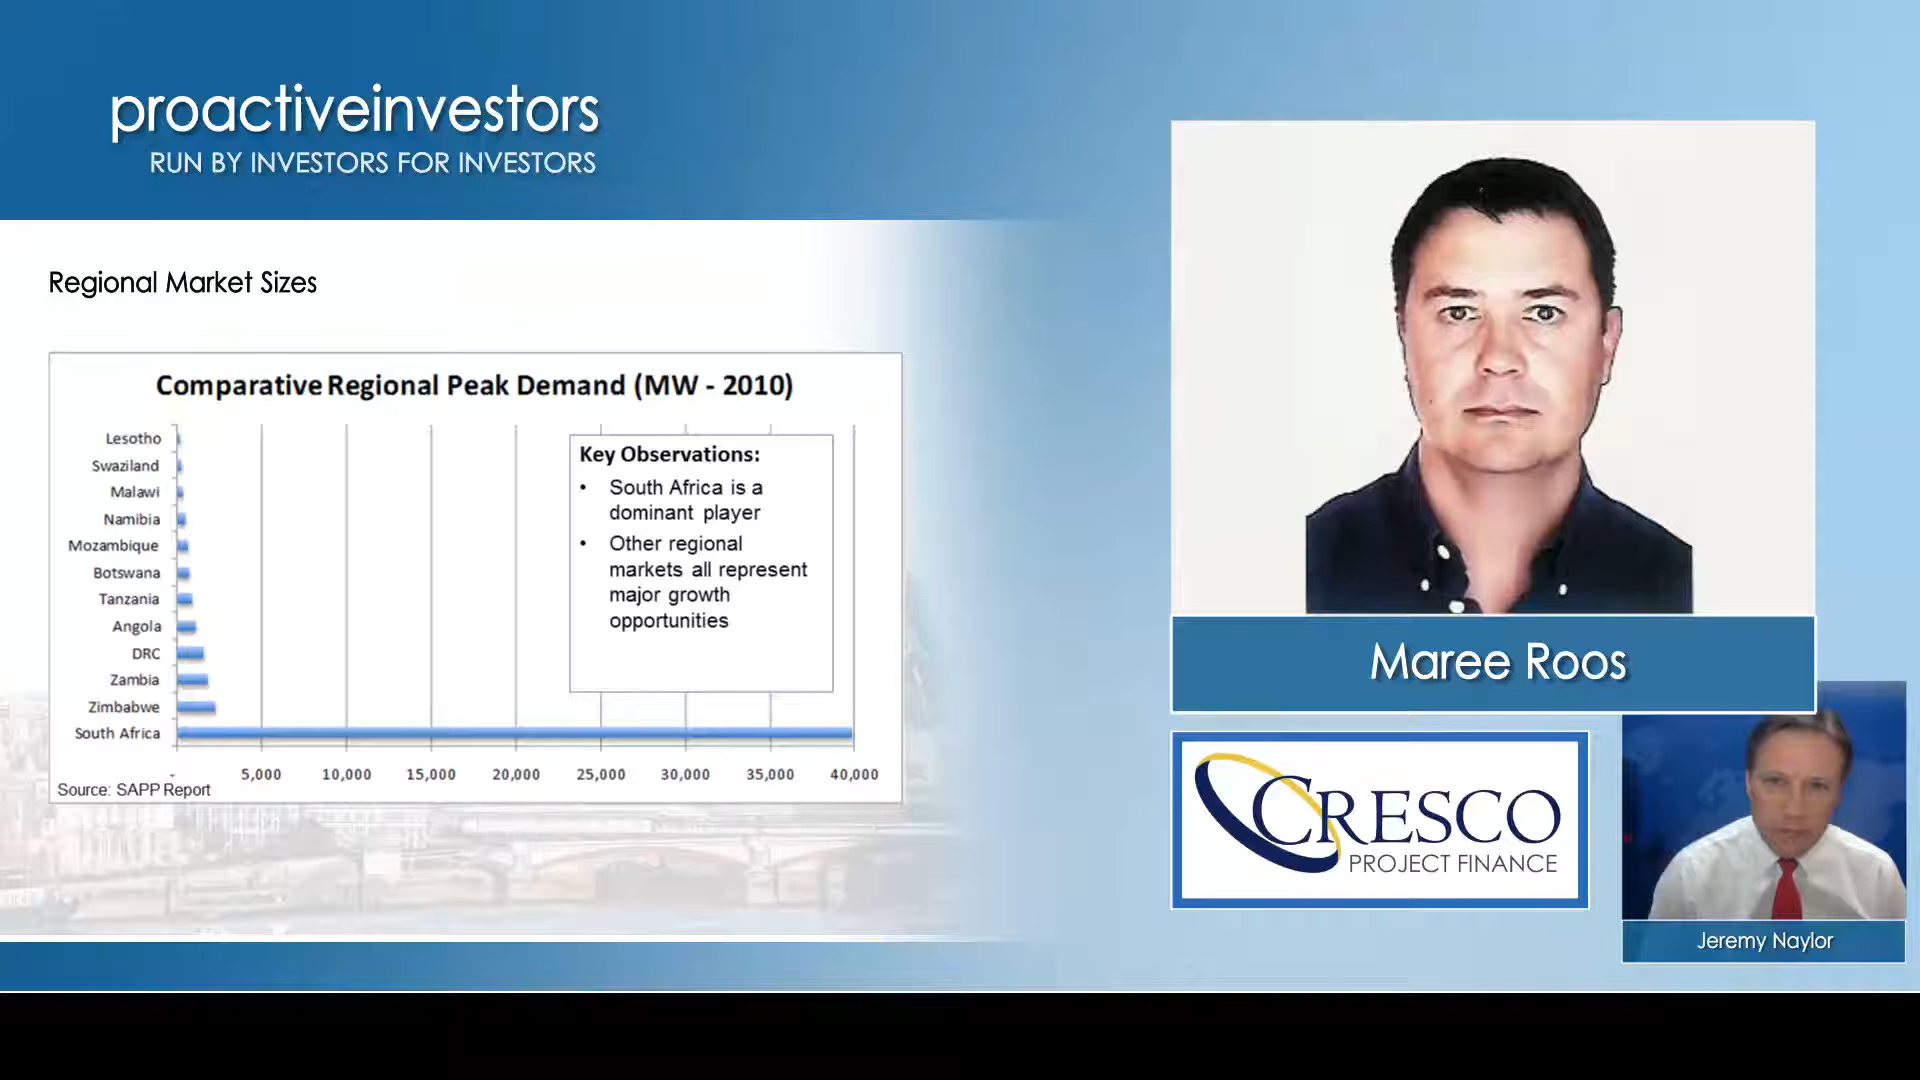 proactiveinvestors
RUN BY INVESTORS FOR INVESTORS
Regional Market Sizes
Comparative Regional Peak Demand (MW - 2010)
Lesotho
Swaziland
Malawi
Namibia
Mozambique
Botswana
Tanzania
Angola
DRC
Zambia
Zimbabwe
South Africa
- 5,000 10,000 15,000 20,000 25,000 30,000 35,000 40,000
Source: SAPP Report
Key Observations:
• South Africa is a
dominant player
• Other regional
markets all represent
major growth
opportunities
Maree Roos
CRESCO
PROJECT FINANCE
Jeremy Naylor